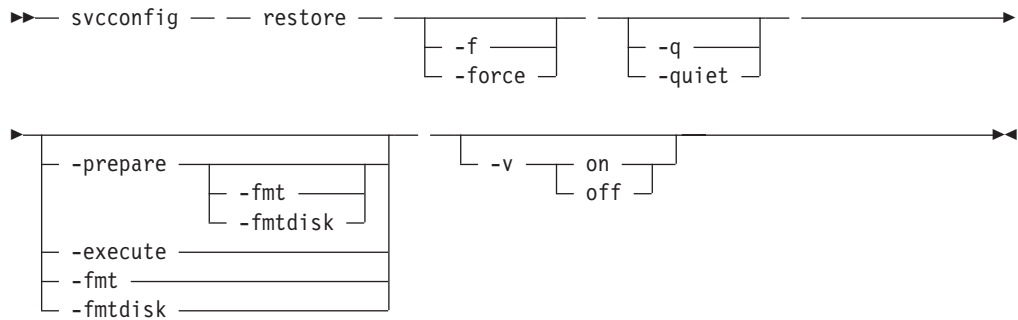 svcconfig restore
-f -q
-force -quiet
-prepare -v on
-fmt off
-fmtdisk
-execute
-fmt
-fmtdisk